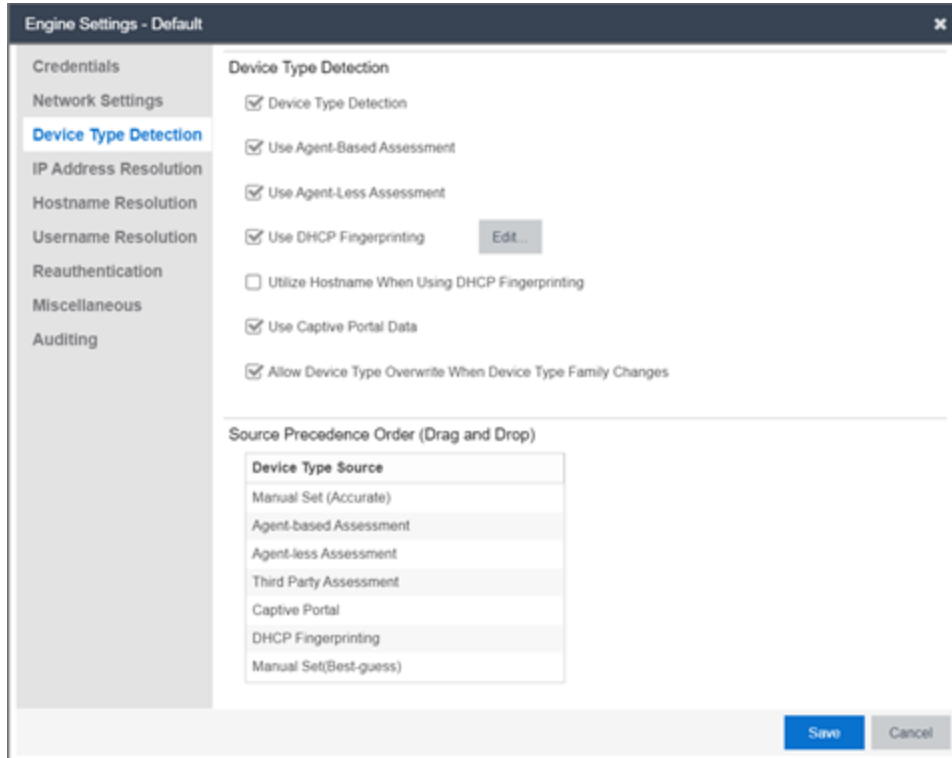 Engine Settings - Default
Credentials
Network Settings
Device Type Detection
IP Address Resolution
Hostname Resolution
Username Resolution
Reauthentication
Miscellaneous
Auditing
Device Type Detection
Device Type Detection
Use Agent-Based Assessment
Use Agent-Less Assessment
Use DHCP Fingerprinting
Edit...
Utilize Hostname When Using DHCP Fingerprinting
Use Captive Portal Data
Allow Device Type Overwrite When Device Type Family Changes
Source Precedence Order (Drag and Drop)
Device Type Source
Manual Set (Accurate)
Agent-based Assessment
Agent-less Assessment
Third Party Assessment
Captive Portal
DHCP Fingerprinting
Manual Set(Best-guess)
Save
Cancel